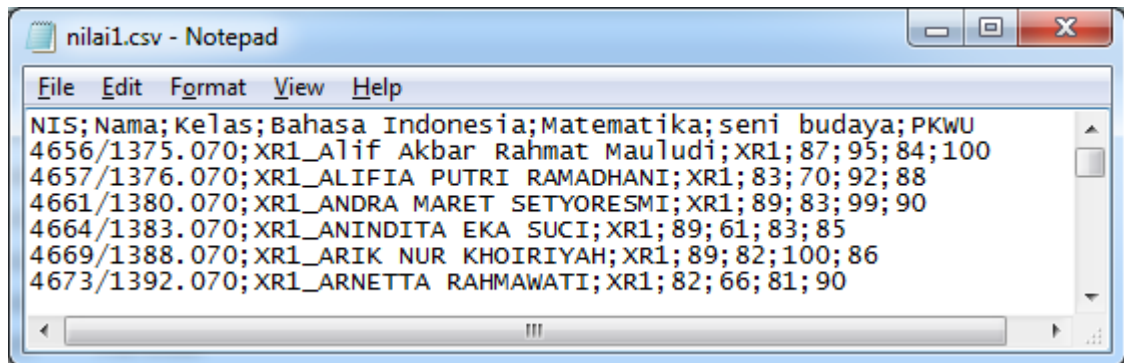 nilai1.csv - Notepad
File Edit Format View Help
NIS;Nama;Kelas;Bahasa Indonesia;Matematika;seni budaya;PKWU
4656/1375.070;XR1_Alif Akbar Rahmat Mauludi;XR1;87;95;84;100
4657/1376.070;XR1_ALIFIA PUTRI RAMADHANI;XR1;83;70;92;88
4661/1380.070;XR1_ANDRA MARET SETYORESMI;XR1;89;83;99;90
4664/1383.070;XR1_ANINDITA EKA SUCI;XR1;89;61;83;85
4669/1388.070;XR1_ARIK NUR KHOIRIYAH;XR1;89;82;100;86
4673/1392.070;XR1_ARNETTA RAHMAWATI;XR1;82;66;81;90